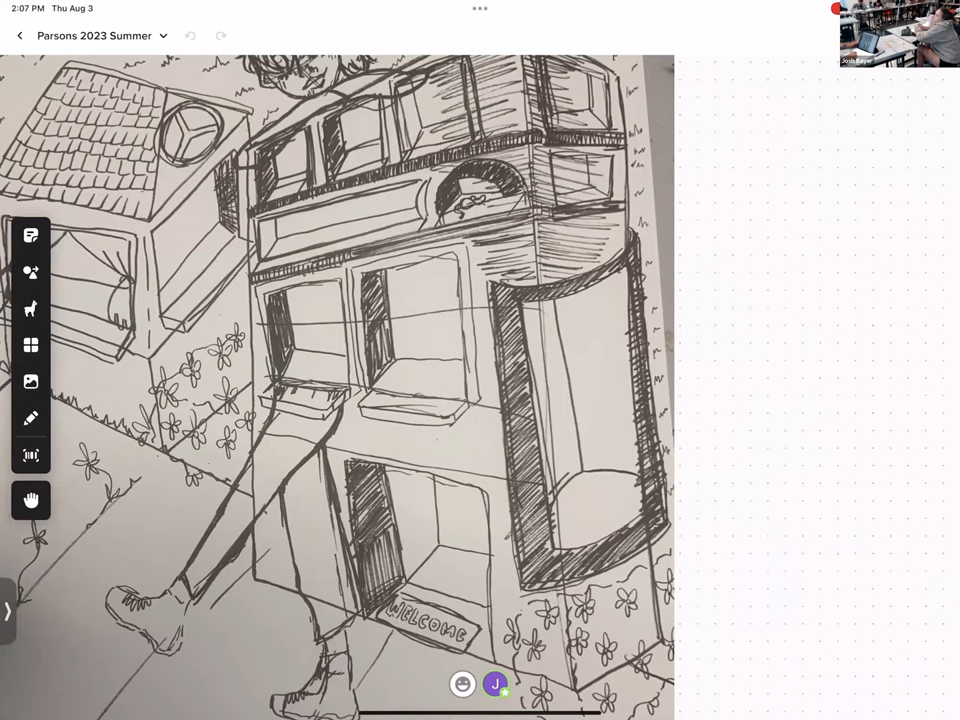 2:07 PM Thu Aug 3
Parsons 2023 Summer
Josh Bayer
WELCOME
J